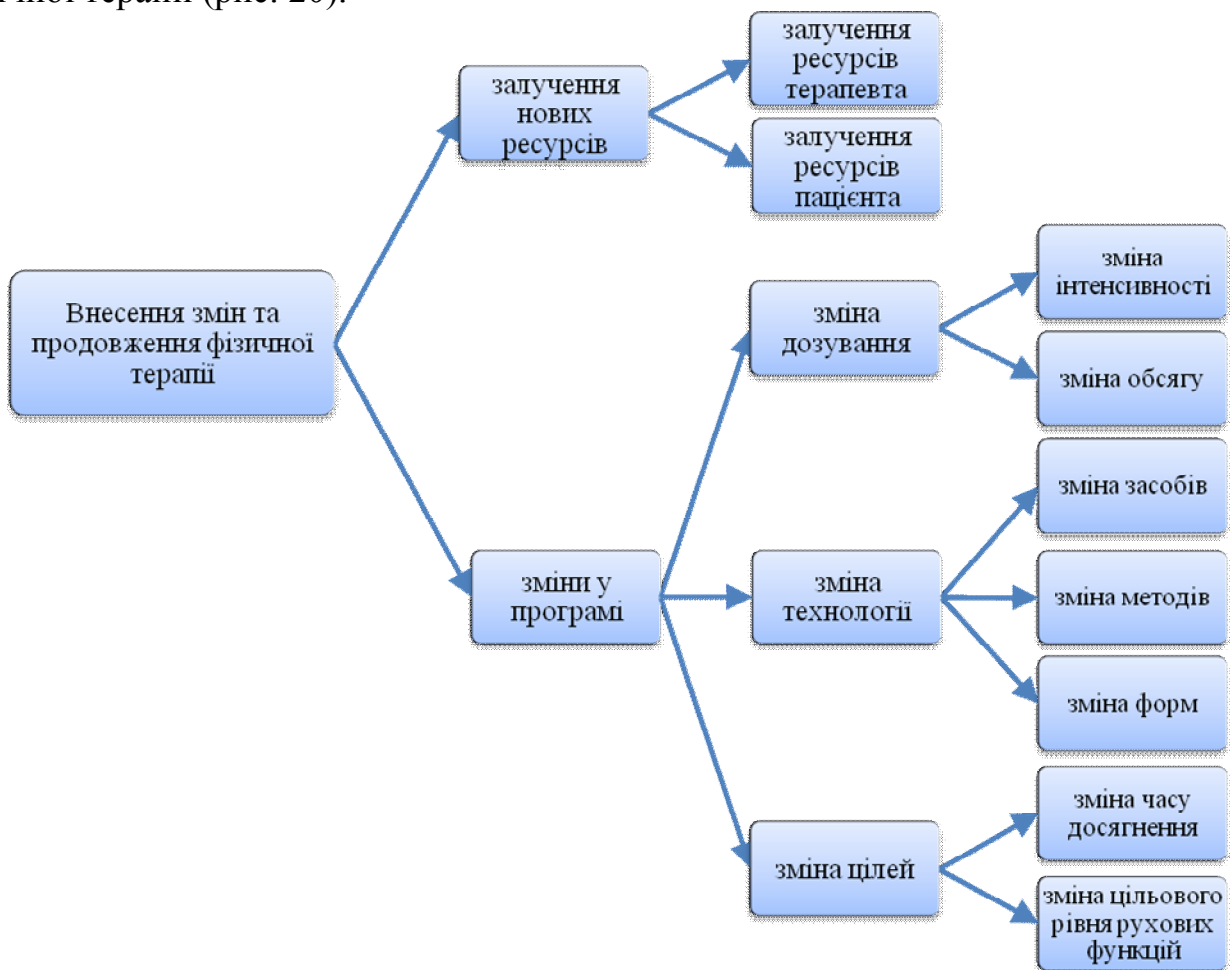 терапії (рис. 20).
залучення
нових
ресурсів
залучення
ресурсів
терапевта
залучення
ресурсів
пацієнта
Внесення змін та
продовження фізичної
терапії
зміни у
програмі
зміна
дозування
зміна
інтенсивності
зміна обсягу
зміна
технології
зміна засобів
зміна методів
зміна форм
зміна цілей
зміна часу
досягнення
зміна цільового
рівня рухових
функцій